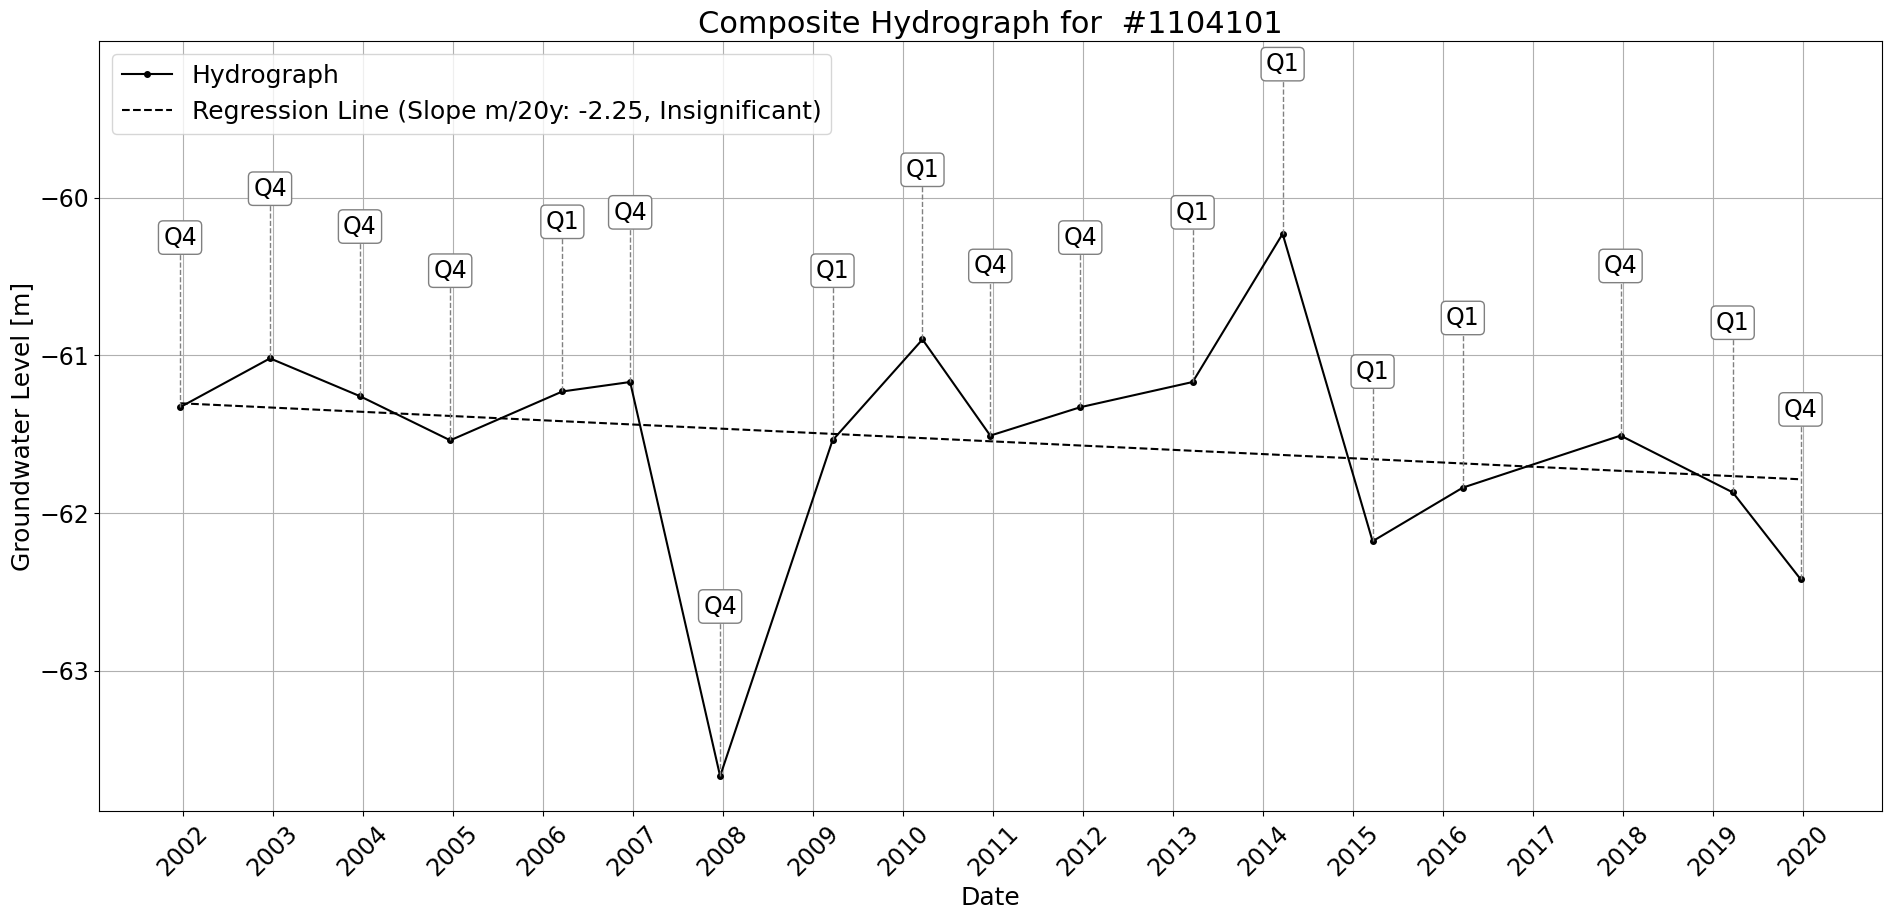 Composite Hydrograph for  #1104101
Hydrograph
Regression Line (Slope m/20y: -2.25, Insignificant)
Groundwater Level [m]
−60
−61
−62
−63
Q4
Q4
Q4
Q4
Q1
Q4
Q4
Q1
Q1
Q4
Q4
Q1
Q1
Q1
Q1
Q4
Q1
Q4
2002
2003
2004
2005
2006
2007
2008
2009
2010
2011
2012
2013
2014
2015
2016
2017
2018
2019
2020
Date